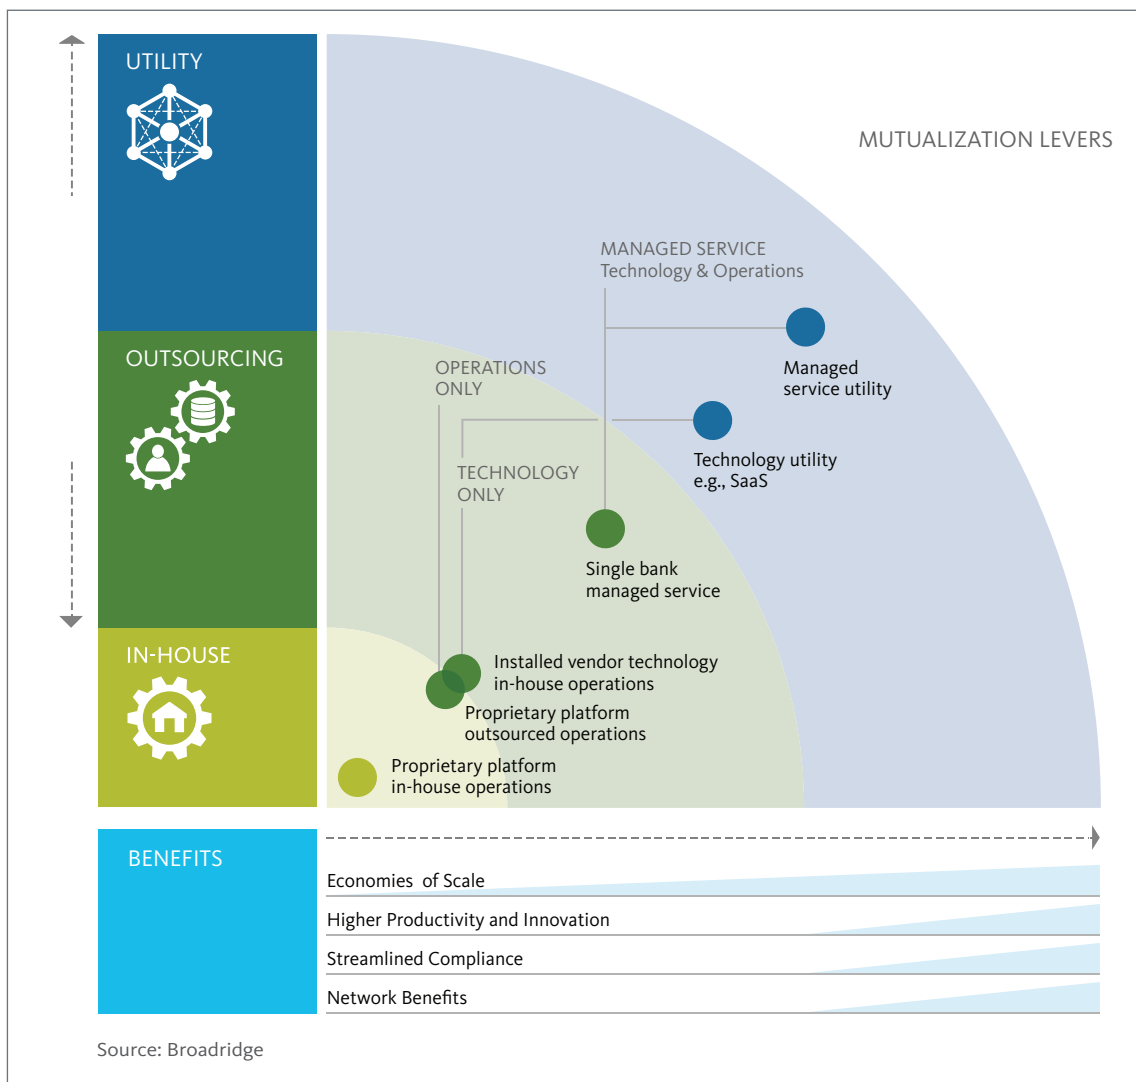 UTILITY
MUTUALIZATION LEVERS
MANAGED SERVICE
Technology & Operations
Managed
service utility
OUTSOURCING
OPERATIONS
ONLY
Technology utility
e.g., SaaS
TECHNOLOGY
ONLY
Single bank
managed service
IN-HOUSE
Installed vendor technology
in-house operations
Proprietary platform
outsourced operations
Proprietary platform
in-house operations
BENEFITS
Economies of Scale
Higher Productivity and Innovation
Streamlined Compliance
Network Benefits
Source: Broadridge